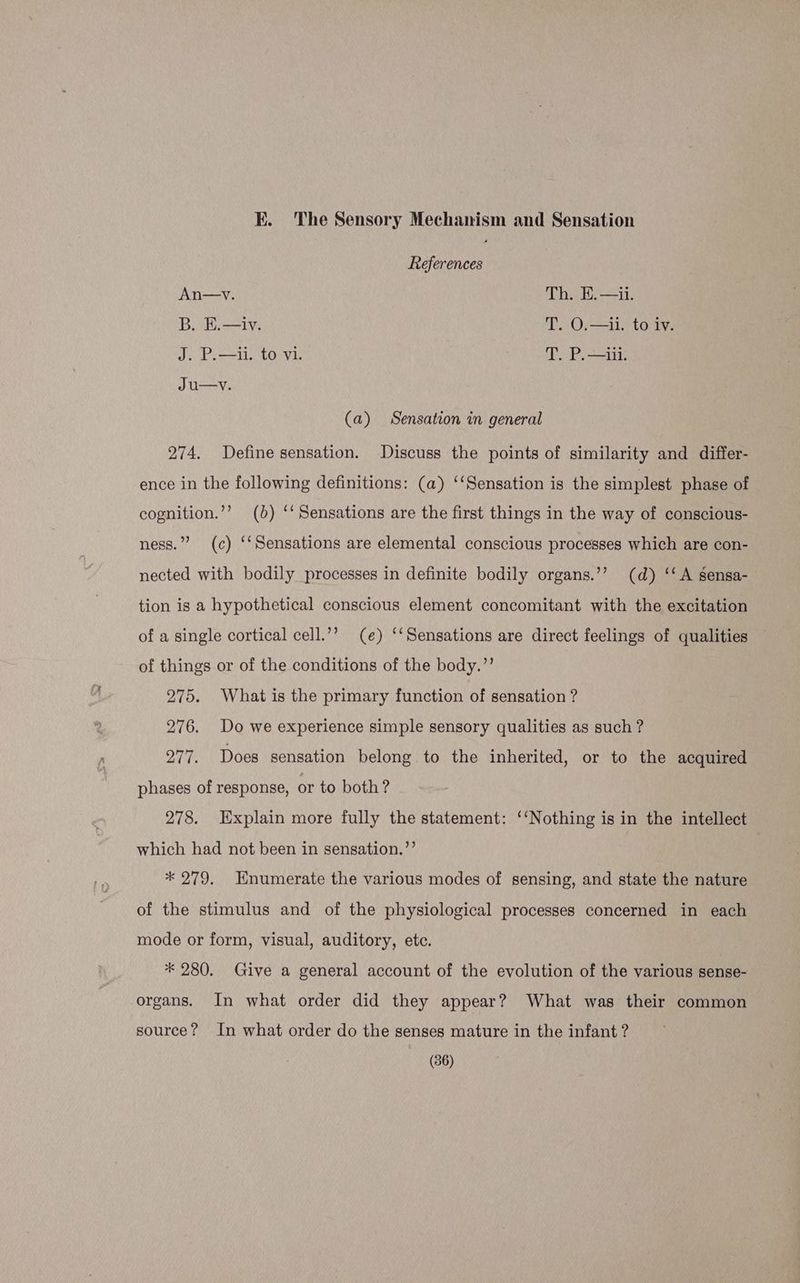 E. The Sensory Mechanism and Sensation
References
An—v. Th. E.—ii.
B. E.—iv. T. O.—ii. to iv.
J. P.—ii. to vi. T. P.—iii.
Ju—v.
(a) Sensation in general
274. Define sensation. Discuss the points of similarity and differ-
ence in the following definitions: (a) ‘‘Sensation is the simplest phase of
cognition.’’ (b) ‘‘Sensations are the first things in the way of conscious-
ness.’’ (c) ‘‘Sensations are elemental conscious processes which are con-
nected with bodily processes in definite bodily organs.’’ (d) ‘‘A sensa-
tion is a hypothetical conscious element concomitant with the excitation
of a single cortical cell.’’ (e) ‘‘Sensations are direct feelings of qualities
of things or of the conditions of the body.’’
275. What is the primary function of sensation?
276. Do we experience simple sensory qualities as such?
277. Does sensation belong to the inherited, or to the acquired
phases of response, or to both?
278. Explain more fully the statement: ‘‘Nothing is in the intellect
which had not been in sensation.’’
* 279. Enumerate the various modes of sensing, and state the nature
of the stimulus and of the physiological processes concerned in each
mode or form, visual, auditory, etc.
* 280. Give a general account of the evolution of the various sense-
organs. In what order did they appear? What was their common
source? In what order do the senses mature in the infant?
(36)